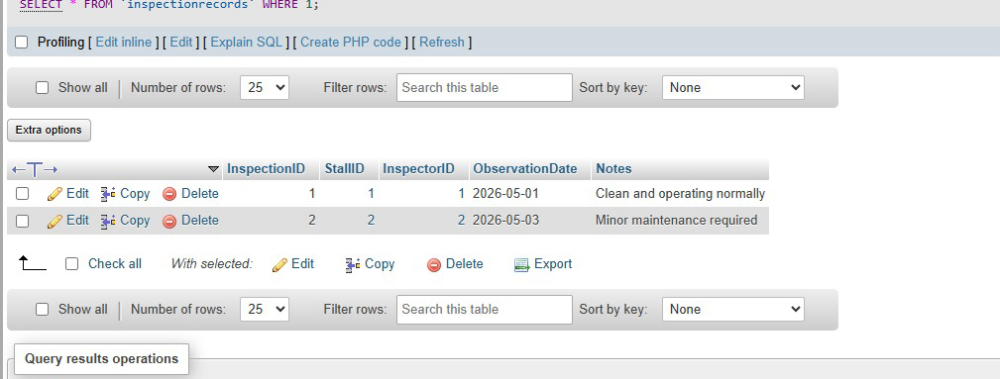 SELECT * FROM `inspectionrecords` WHERE 1;
Profiling [ Edit inline ] [ Edit ] [ Explain SQL ] [ Create PHP code ] [ Refresh ]
Show all Number of rows: 25 Filter rows: Search this table Sort by key: None
Extra options
InspectionID StallID InspectorID ObservationDate Notes
Edit Copy Delete 1 1 1 2026-05-01 Clean and operating normally
Edit Copy Delete 2 2 2 2026-05-03 Minor maintenance required
Check all With selected: Edit Copy Delete Export
Show all Number of rows: 25 Filter rows: Search this table Sort by key: None
Query results operations